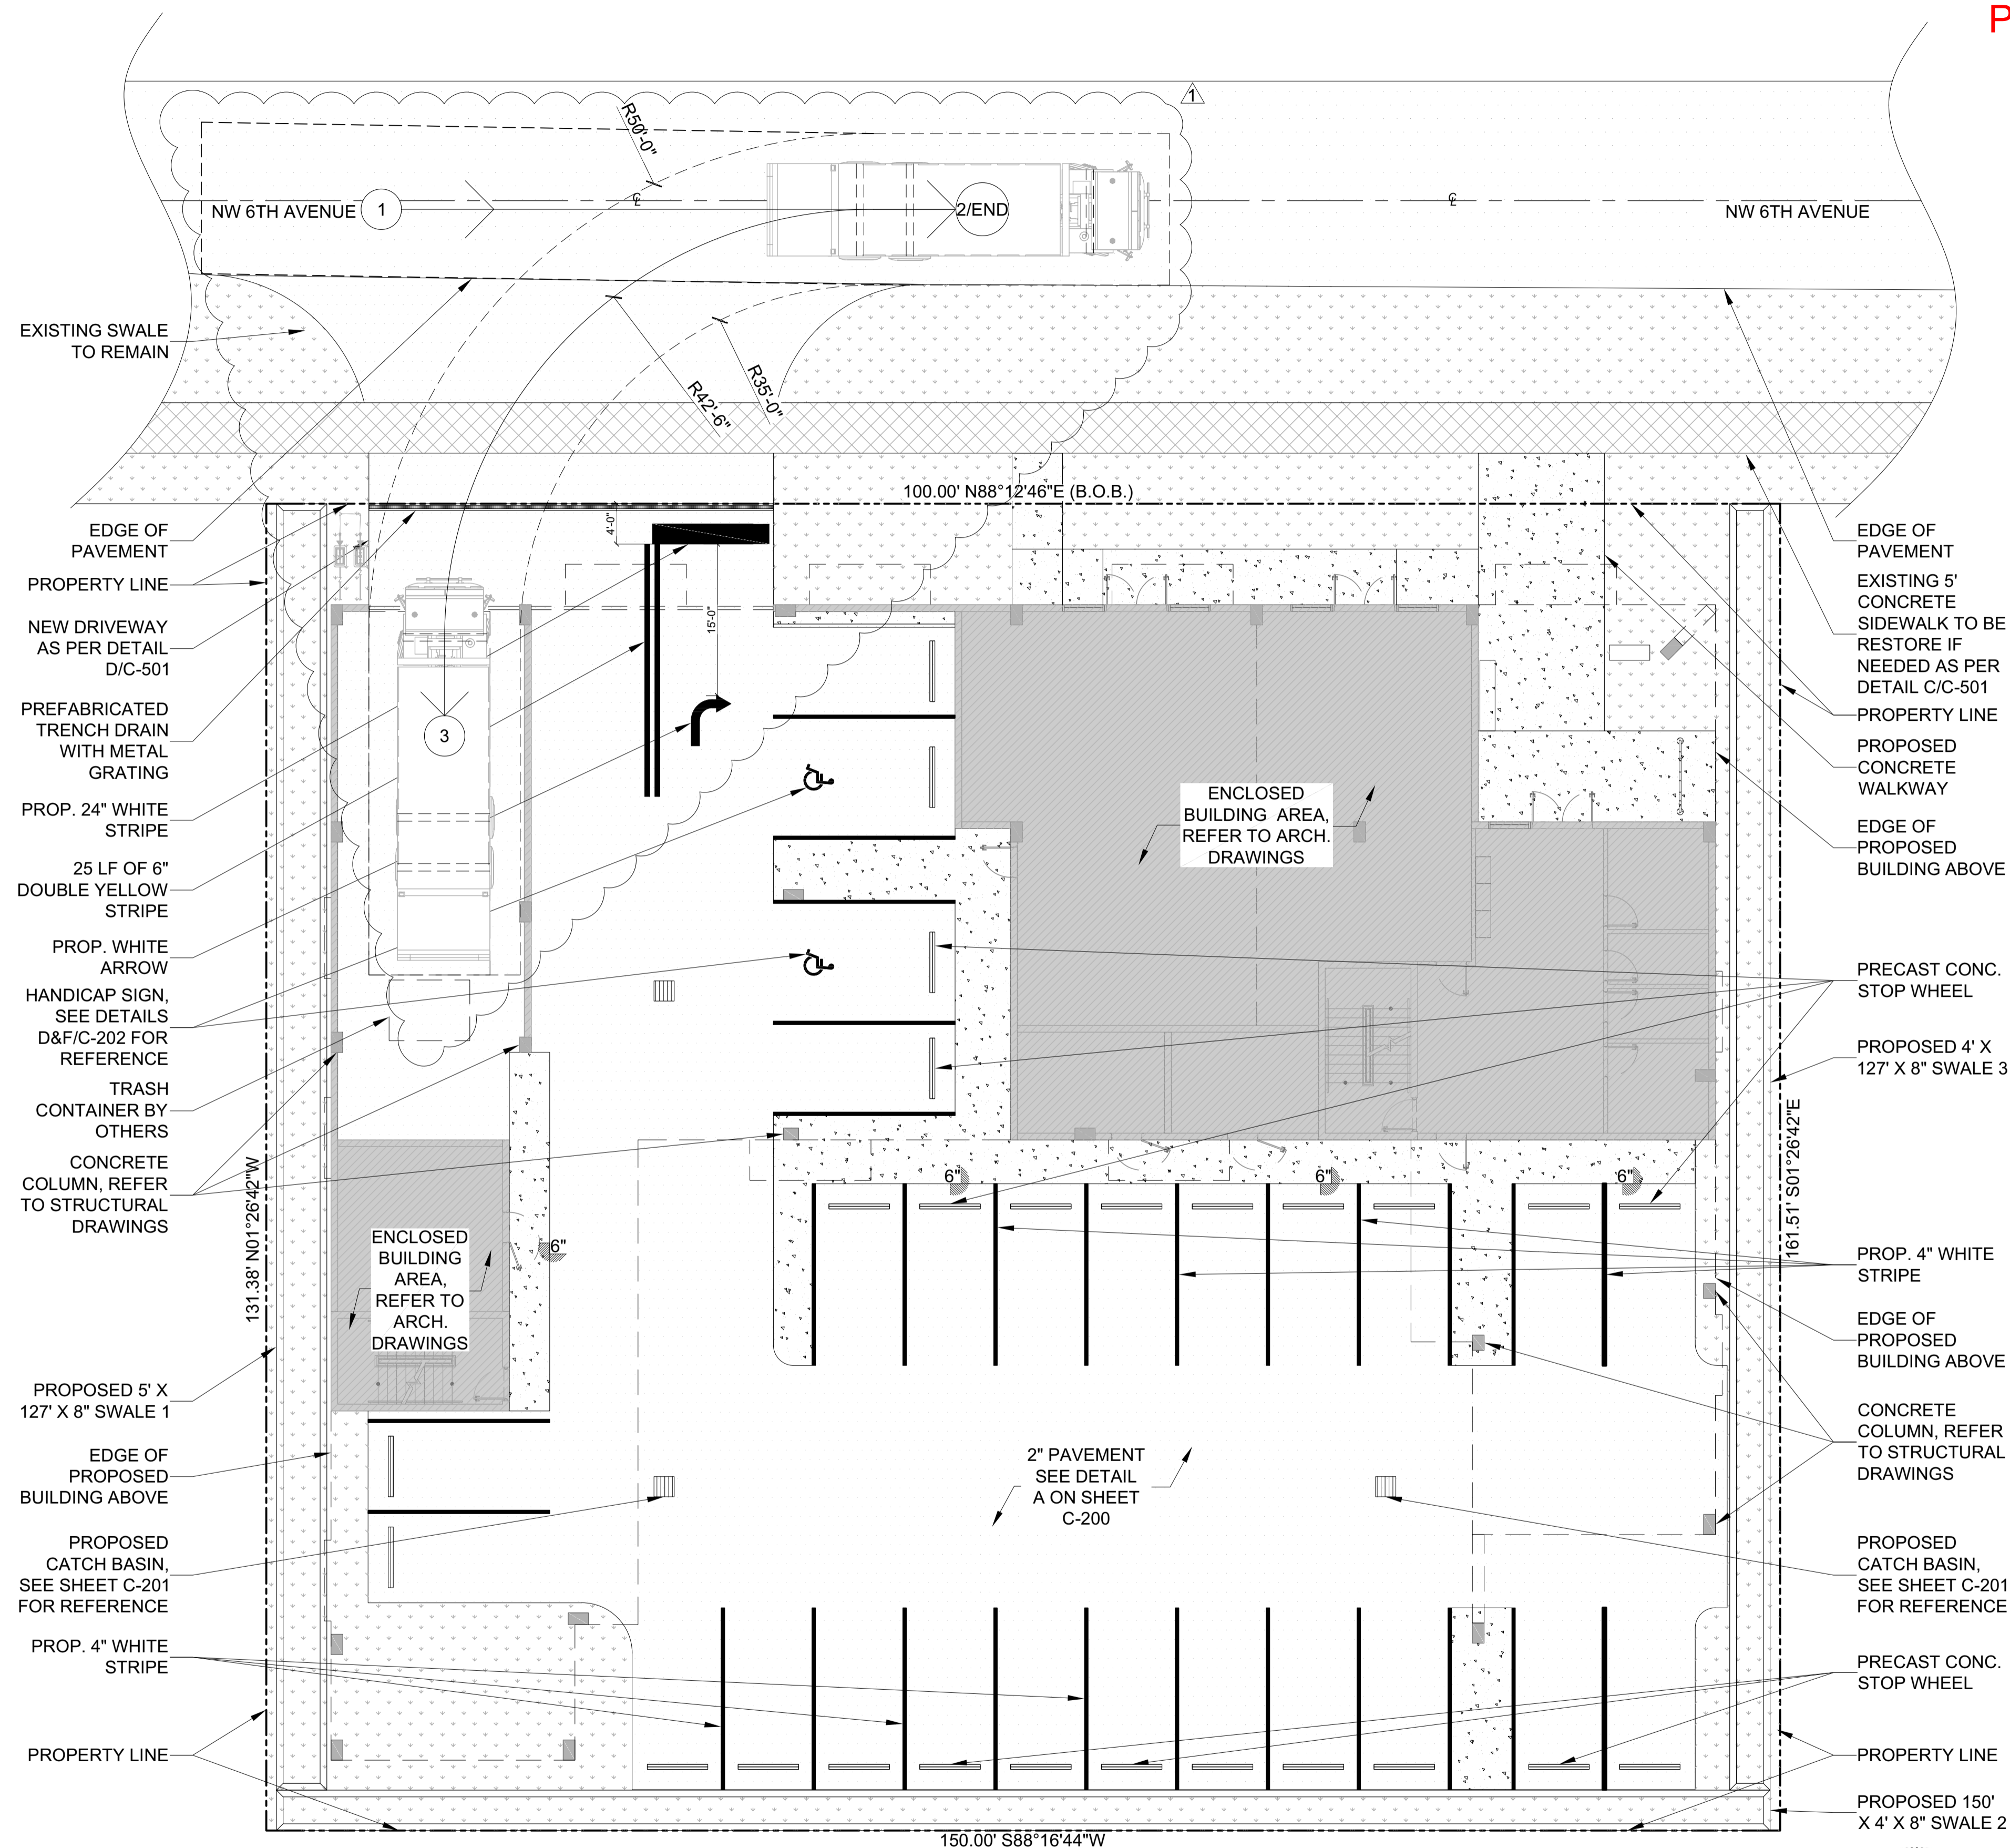 P
1
R50'-0"
NW 6TH AVENUE
1
℄
2/END
℄
NW 6TH AVENUE
EXISTING SWALE
TO REMAIN
R42'-6"
R35'-0"
100.00' N88°12'46"E (B.O.B.)
4'-0"
15'-0"
EDGE OF
PAVEMENT
PROPERTY LINE
NEW DRIVEWAY
AS PER DETAIL
D/C-501
PREFABRICATED
TRENCH DRAIN
WITH METAL
GRATING
PROP. 24" WHITE
STRIPE
25 LF OF 6"
DOUBLE YELLOW
STRIPE
PROP. WHITE
ARROW
HANDICAP SIGN,
SEE DETAILS
D&F/C-202 FOR
REFERENCE
TRASH
CONTAINER BY
OTHERS
CONCRETE
COLUMN, REFER
TO STRUCTURAL
DRAWINGS
131.38' N01°26'42"W
PROPOSED 5' X
127' X 8" SWALE 1
EDGE OF
PROPOSED
BUILDING ABOVE
PROPOSED
CATCH BASIN,
SEE SHEET C-201
FOR REFERENCE
PROP. 4" WHITE
STRIPE
PROPERTY LINE
3
ENCLOSED
BUILDING AREA,
REFER TO ARCH.
DRAWINGS
ENCLOSED
BUILDING
AREA,
REFER TO
ARCH.
DRAWINGS
6"
6"
6"
6"
2" PAVEMENT
SEE DETAIL
A ON SHEET
C-200
150.00' S88°16'44"W
EDGE OF
PAVEMENT
EXISTING 5'
CONCRETE
SIDEWALK TO BE
RESTORE IF
NEEDED AS PER
DETAIL C/C-501
PROPERTY LINE
PROPOSED
CONCRETE
WALKWAY
EDGE OF
PROPOSED
BUILDING ABOVE
PRECAST CONC.
STOP WHEEL
PROPOSED 4' X
127' X 8" SWALE 3
161.51' S01°26'42"E
PROP. 4" WHITE
STRIPE
EDGE OF
PROPOSED
BUILDING ABOVE
CONCRETE
COLUMN, REFER
TO STRUCTURAL
DRAWINGS
PROPOSED
CATCH BASIN,
SEE SHEET C-201
FOR REFERENCE
PRECAST CONC.
STOP WHEEL
PROPERTY LINE
PROPOSED 150'
X 4' X 8" SWALE 2